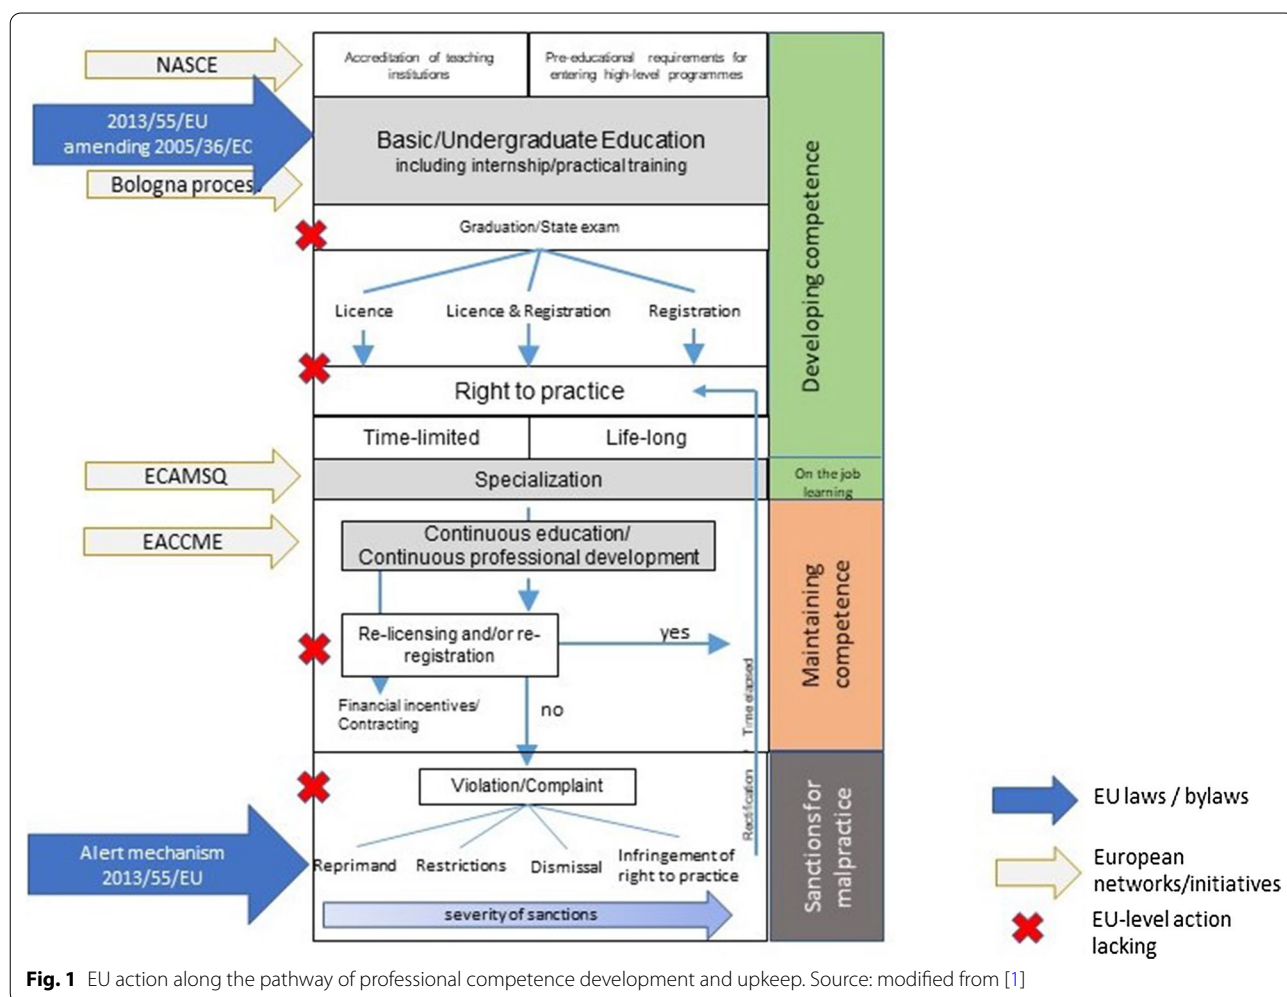 NASCE
Accreditation of teaching
institutions
Pre-educational requirements for
entering high-level programmes
2013/55/EU
amending 2005/36/EC
Basic/Undergraduate Education
including internship/practical training
Bologna process
Graduation/State exam
Licence
Licence & Registration
Registration
Right to practice
Time-limited
Life-long
Developing competence
ECAMSQ
Specialization
On the job
learning
EACCME
Continuous education/
Continuous professional development
Re-licensing and/or re-
registration
yes
no
Financial incentives/
Contracting
Rectification
Time elapsed
Maintaining
competence
Violation/Complaint
Alert mechanism
2013/55/EU
Reprimand
Restrictions
Dismissal
Infringement of
right to practice
severity of sanctions
Sanctions for
malpractice
EU laws / bylaws
European
networks/initiatives
EU-level action
lacking
Fig. 1 EU action along the pathway of professional competence development and upkeep. Source: modified from [1]